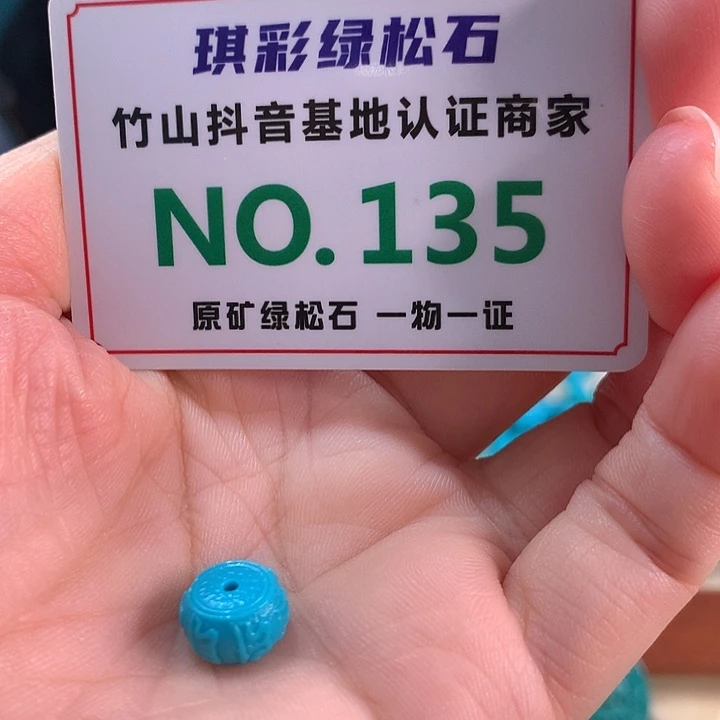 琪彩绿松石
竹山抖音基地认证商家
NO.135
原矿绿松石 一物一证